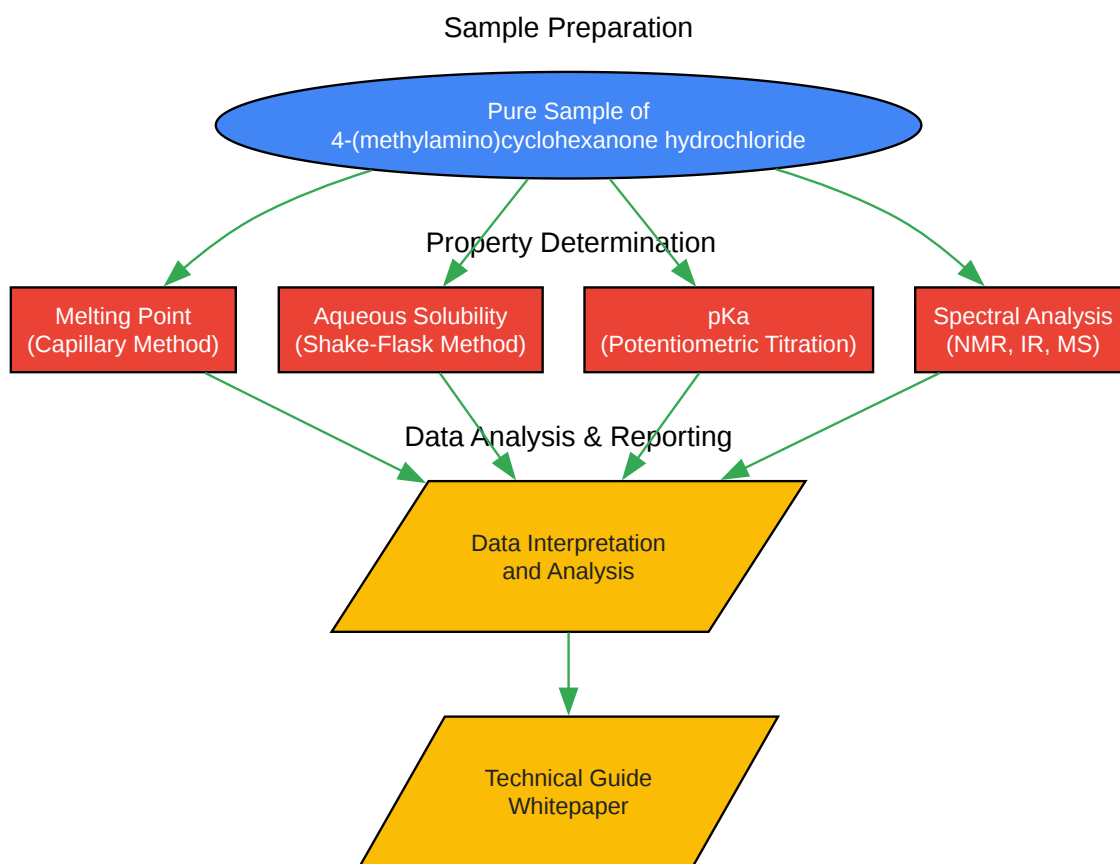 Sample Preparation
Pure Sample of
4-(methylamino)cyclohexanone hydrochloride
Property Determination
Melting Point
(Capillary Method)
Aqueous Solubility
(Shake-Flask Method)
pKa
(Potentiometric Titration)
Spectral Analysis
(NMR, IR, MS)
Data Analysis & Reporting
Data Interpretation
and Analysis
Technical Guide
Whitepaper